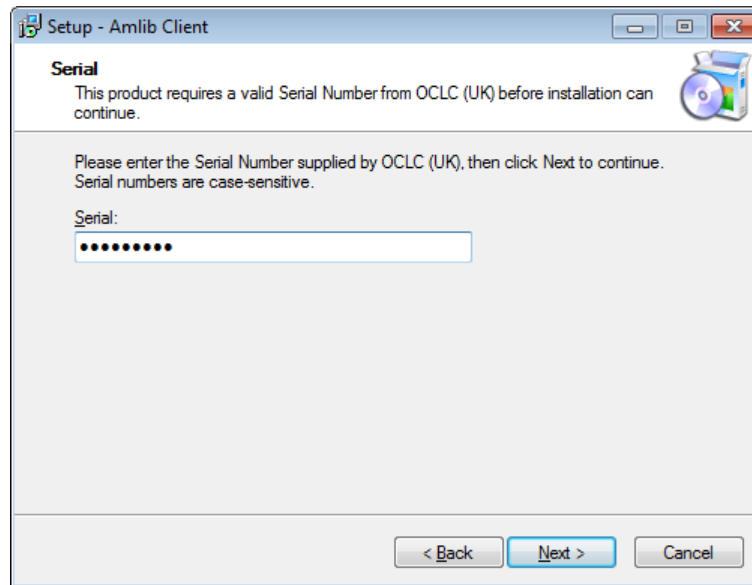 Setup - Amlib Client
Serial
This product requires a valid Serial Number from OCLC (UK) before installation can
continue.
Please enter the Serial Number supplied by OCLC (UK), then click Next to continue.
Serial numbers are case-sensitive.
Serial:
•••••••••
< Back
Next >
Cancel